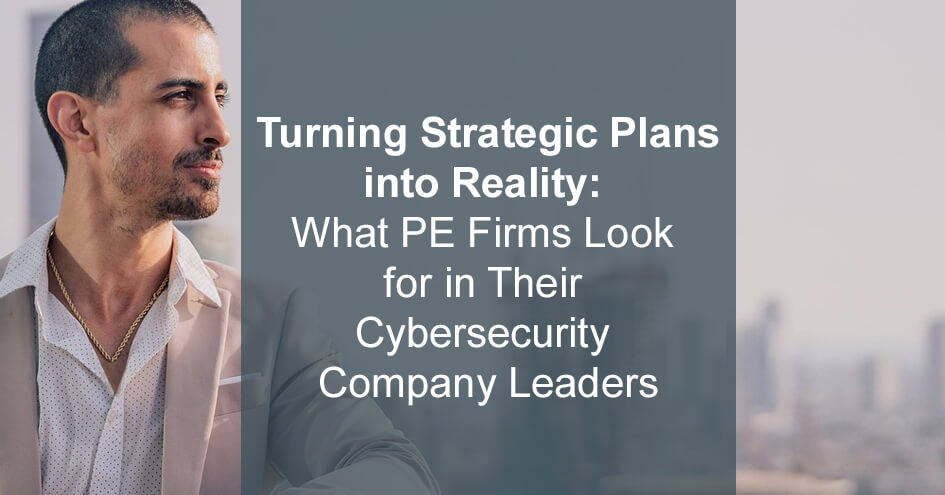 Turning Strategic Plans
into Reality:
What PE Firms Look
for in Their
Cybersecurity
Company Leaders